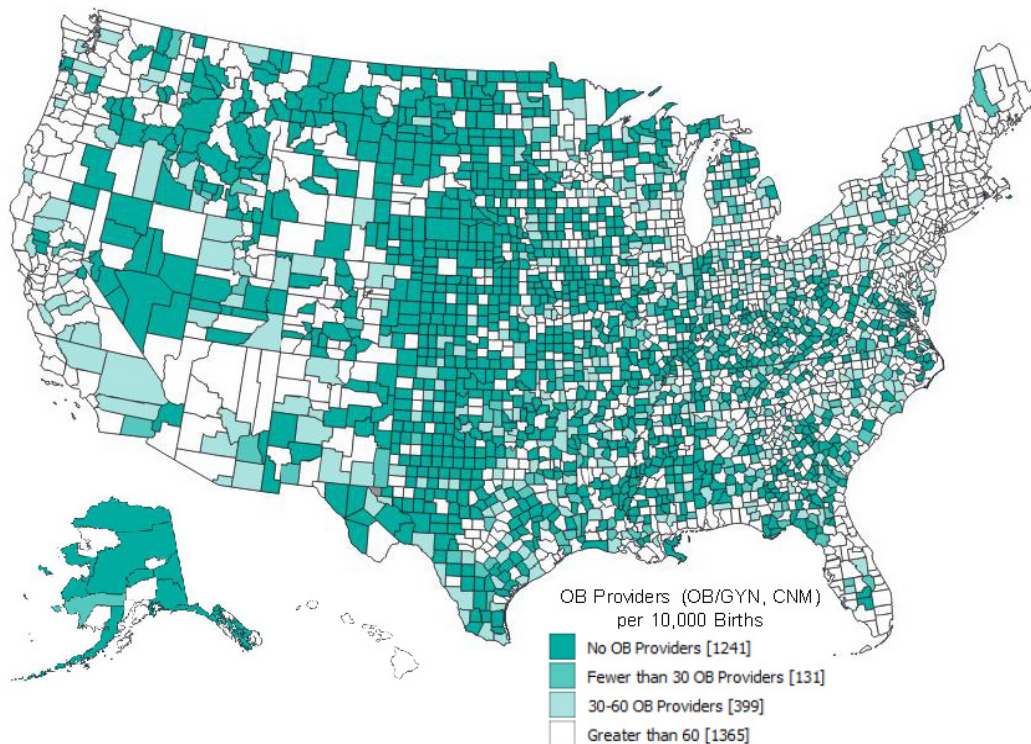 OB Providers (OB/GYN, CNM)
per 10,000 Births
No OB Providers [1241]
Fewer than 30 OB Providers [131]
30-60 OB Providers [399]
Greater than 60 [1365]